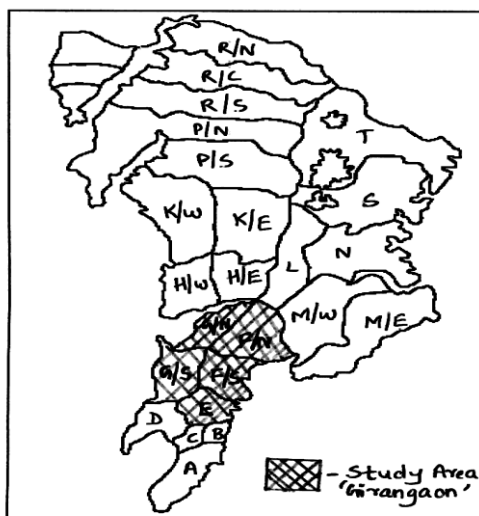 R/N
R/C
R/S
P/N
T
P/S
S
K/W
K/E
L
N
H/W
H/E
G/N
F/N
M/W
M/E
G/S
F/S
E
D
C
B
A
- Study Area
'Girangaon'